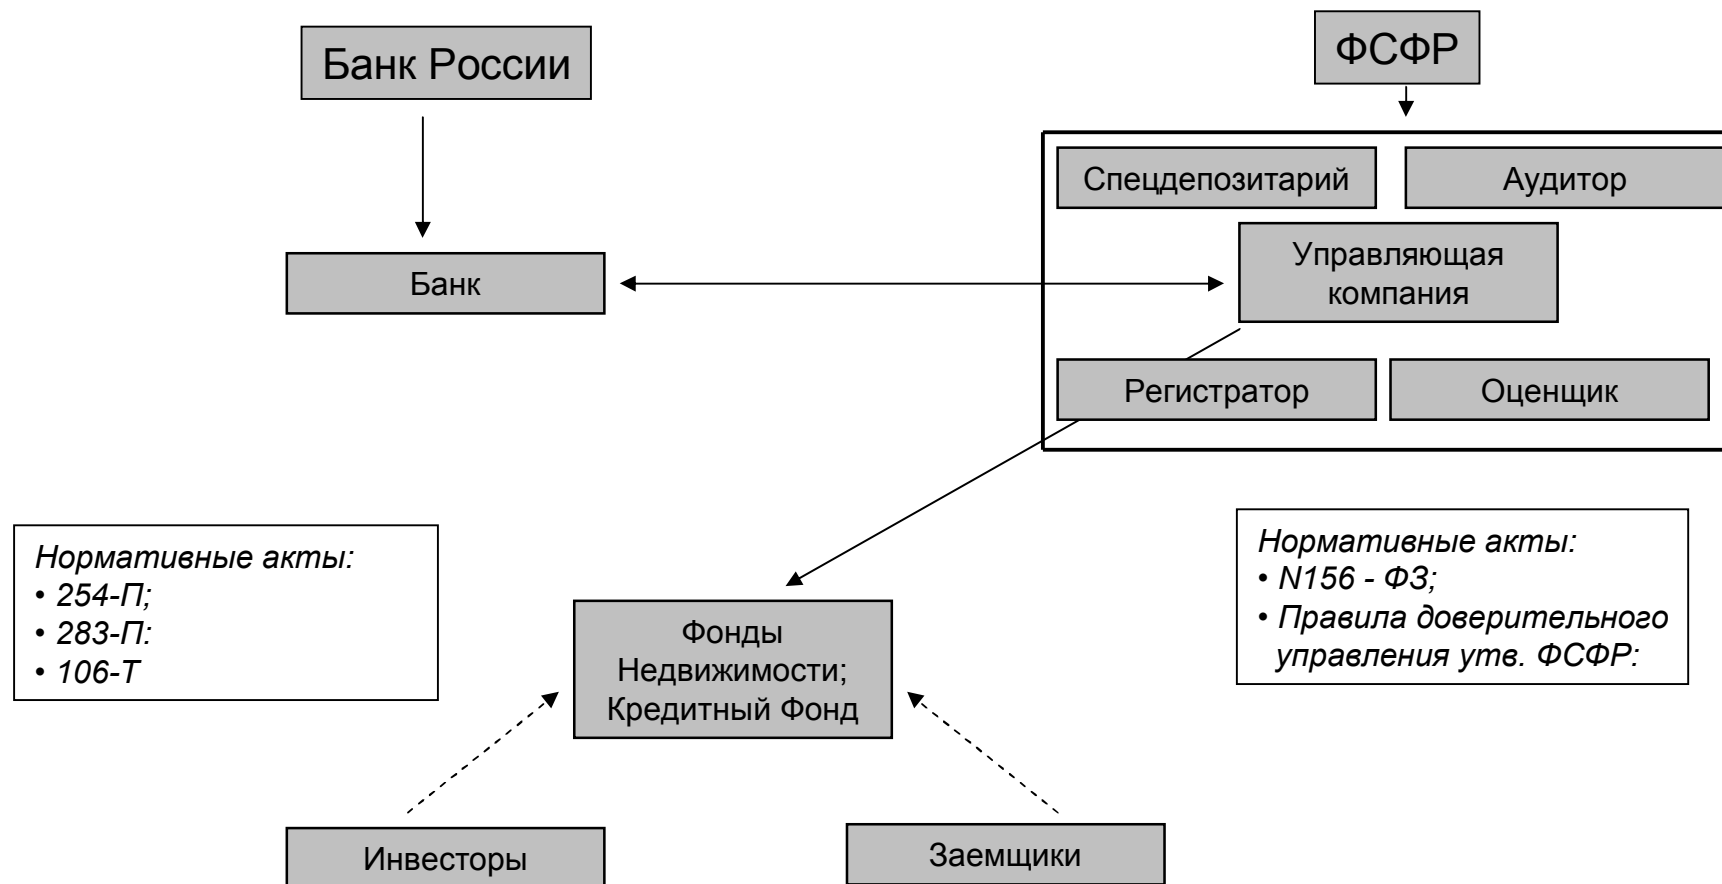 Банк России
ФСФР
Спецдепозитарий
Аудитор
Управляющая
компания
Банк
Регистратор
Оценщик
Нормативные акты:
• 254-П;
• 283-П:
• 106-Т
Нормативные акты:
• N156 - ФЗ;
• Правила доверительного
управления утв. ФСФР:
Фонды
Недвижимости;
Кредитный Фонд
Инвесторы
Заемщики